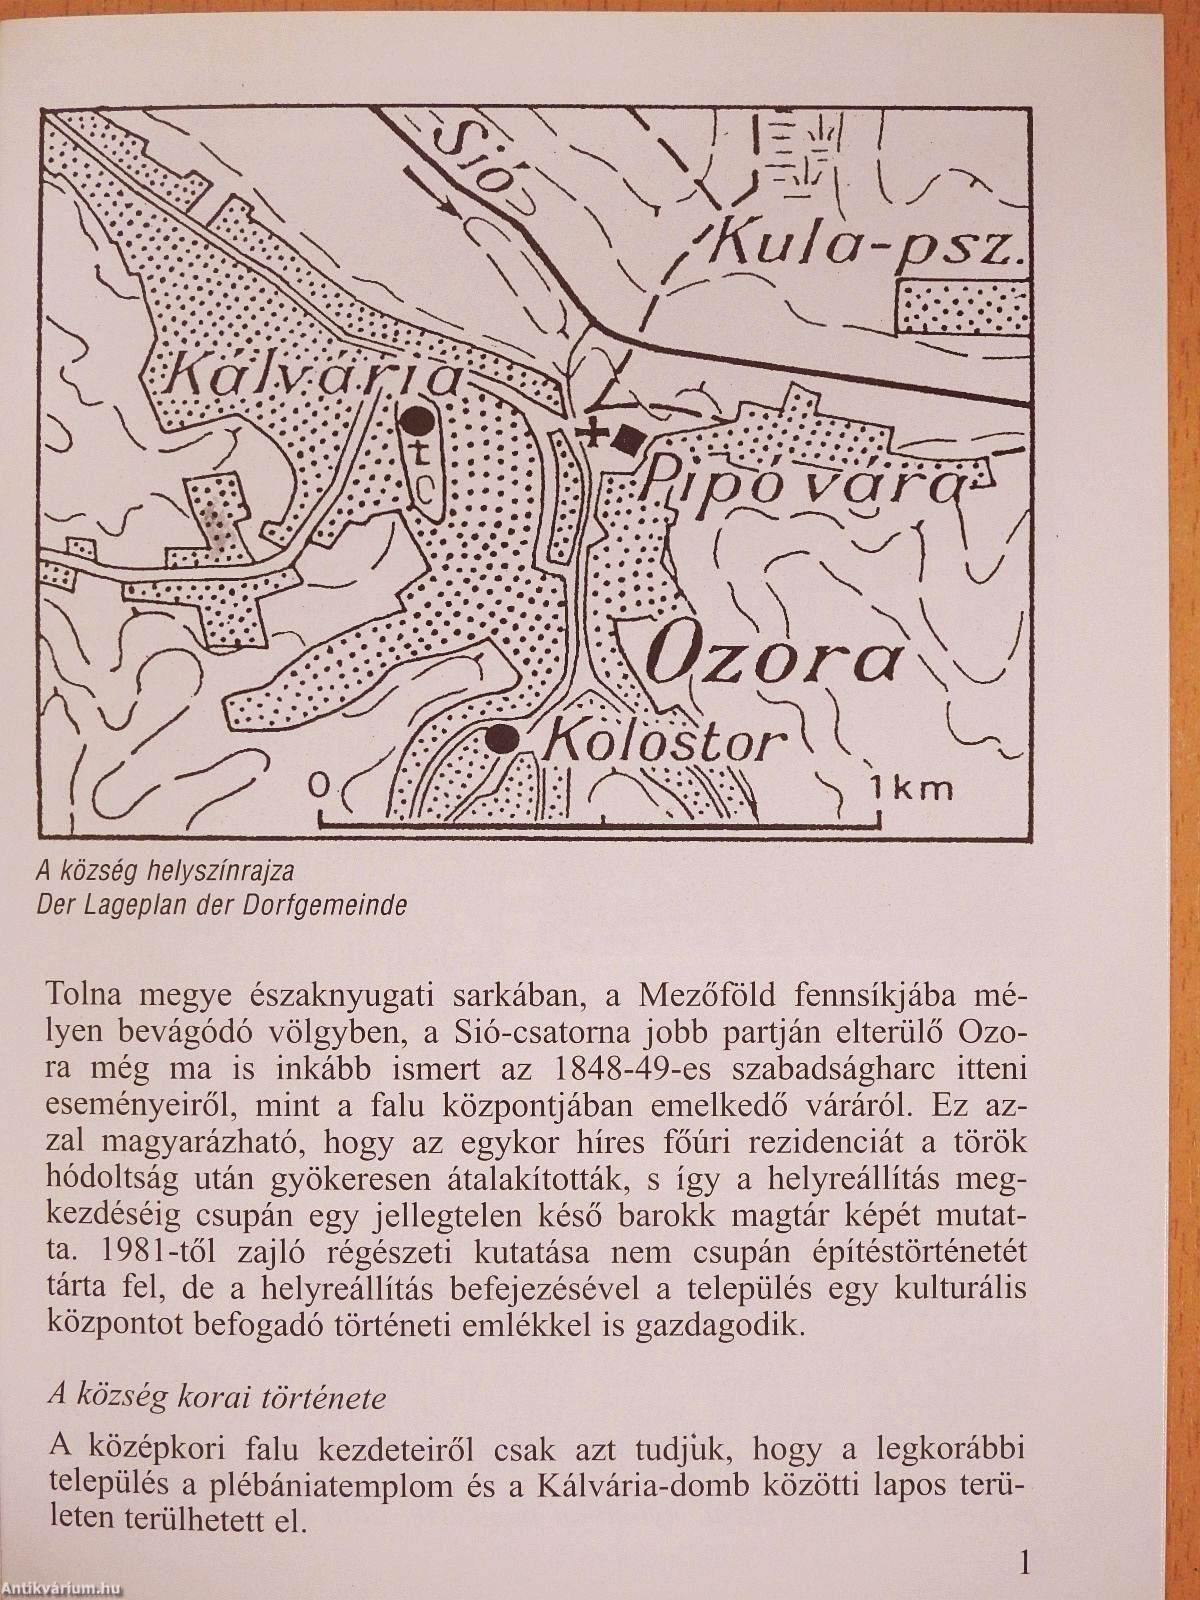 Sió
Kula-psz.
Kálvária
Pipó vára
Ozora
Kolostor
0
1 km
A község helyszínrajza
Der Lageplan der Dorfgemeinde
Tolna megye északnyugati sarkában, a Mezőföld fennsíkjába mé-
lyen bevágódó völgyben, a Sió-csatorna jobb partján elterülő Ozo-
ra még ma is inkább ismert az 1848-49-es szabadságharc itteni
eseményeiről, mint a falu központjában emelkedő váráról. Ez az-
zal magyarázható, hogy az egykor híres főúri rezidenciát a török
hódoltság után gyökeresen átalakították, s így a helyreállítás meg-
kezdéséig csupán egy jellegtelen késő barokk magtár képét mutat-
ta. 1981-től zajló régészeti kutatása nem csupán építéstörténetét
tárta fel, de a helyreállítás befejezésével a település egy kulturális
központot befogadó történeti emlékkel is gazdagodik.
A község korai története
A középkori falu kezdeteiről csak azt tudjuk, hogy a legkorábbi
település a plébániatemplom és a Kálvária-domb közötti lapos terü-
leten terülhetett el.
1
Antikvárium.hu